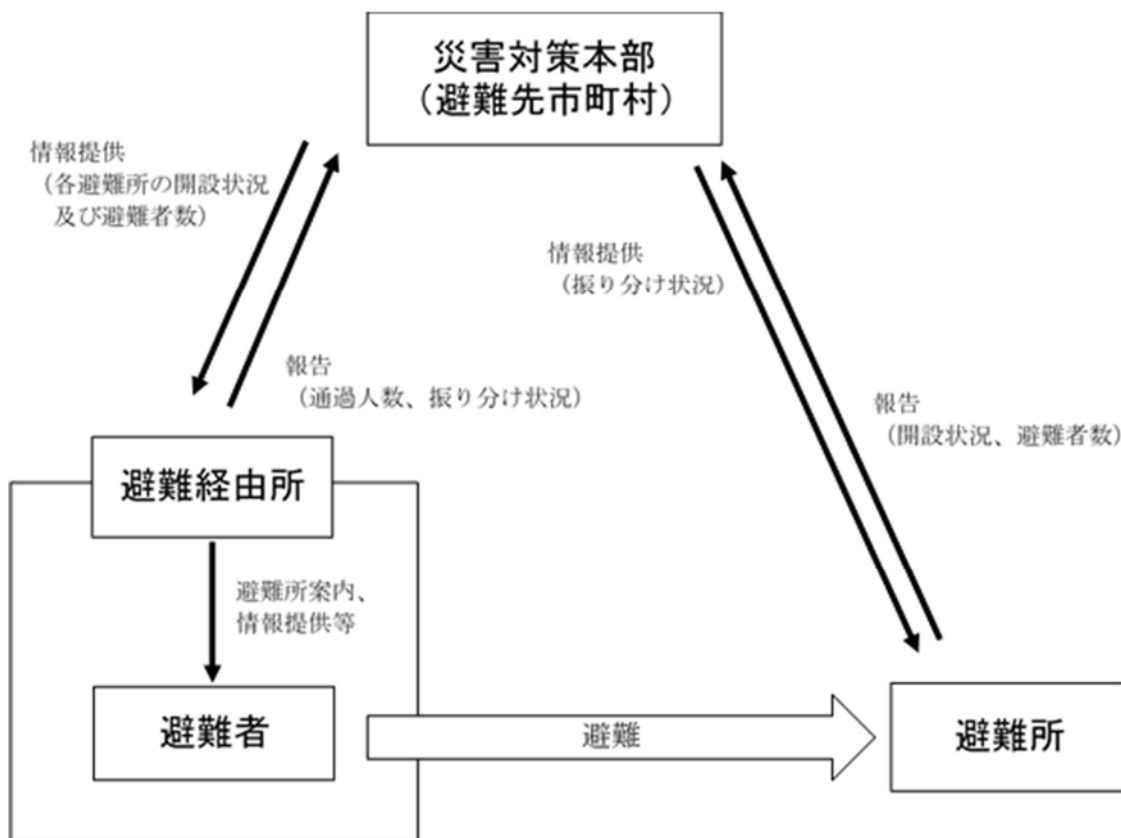 災害対策本部
（避難先市町村）
情報提供
（各避難所の開設状況
及び避難者数）
情報提供
（振り分け状況）
報告
（通過人数、振り分け状況）
報告
（開設状況、避難者数）
避難経由所
避難所案内、
情報提供等
避難者
避難
避難所